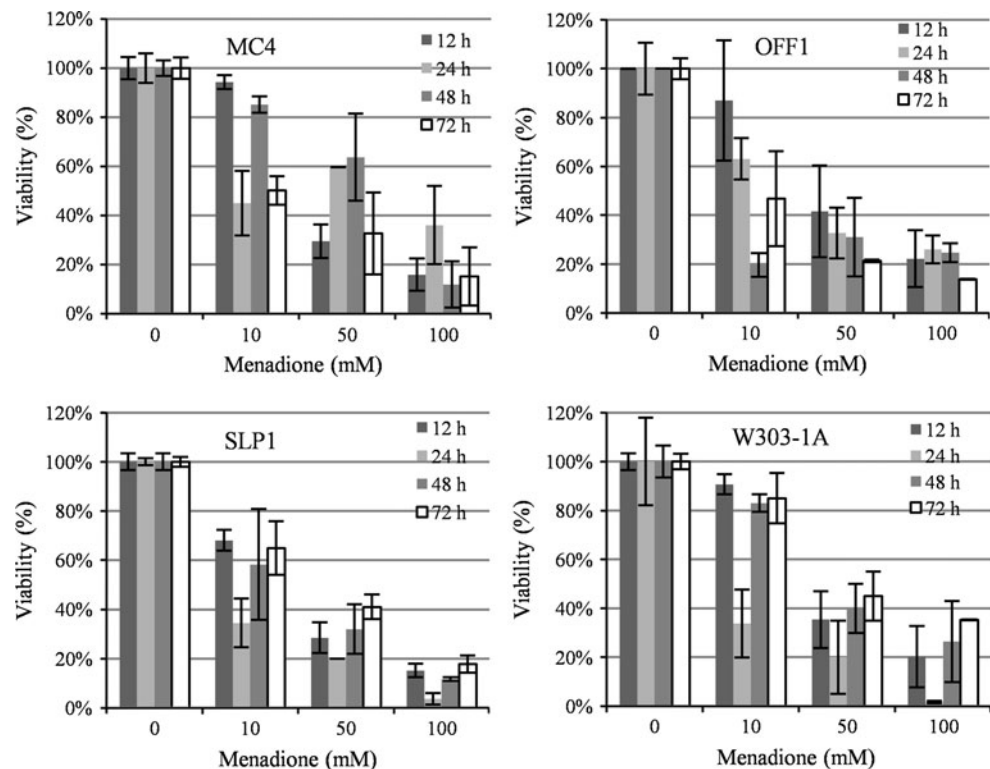 MC4
120%
100%
80%
60%
40%
20%
0%
Viability (%)
12 h
24 h
48 h
72 h
0 10 50 100
Menadione (mM)
OFF1
120%
100%
80%
60%
40%
20%
0%
Viability (%)
12 h
24 h
48 h
72 h
0 10 50 100
Menadione (mM)
SLP1
120%
100%
80%
60%
40%
20%
0%
Viability (%)
12 h
24 h
48 h
72 h
0 10 50 100
Menadione (mM)
W303-1A
120%
100%
80%
60%
40%
20%
0%
Viability (%)
12 h
24 h
48 h
72 h
0 10 50 100
Menadione (mM)